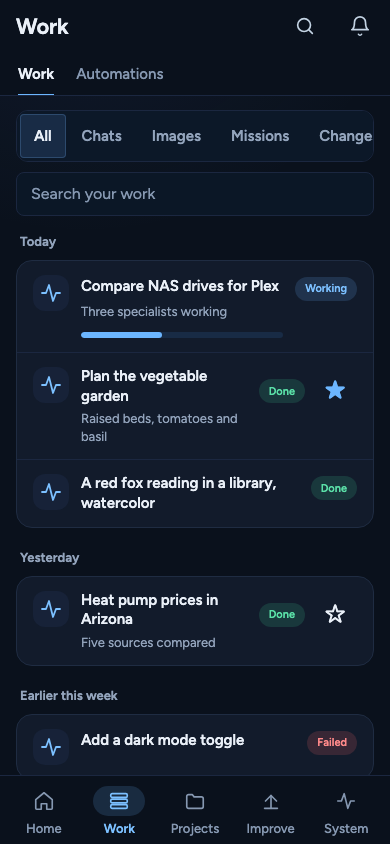 Work
Work
Automations
All
Chats
Images
Missions
Change
Search your work
Today
Compare NAS drives for Plex
Working
Three specialists working
Plan the vegetable
garden
Done
Raised beds, tomatoes and
basil
A red fox reading in a library,
watercolor
Done
Yesterday
Heat pump prices in
Arizona
Done
Five sources compared
Earlier this week
Add a dark mode toggle
Failed
Home
Work
Projects
Improve
System